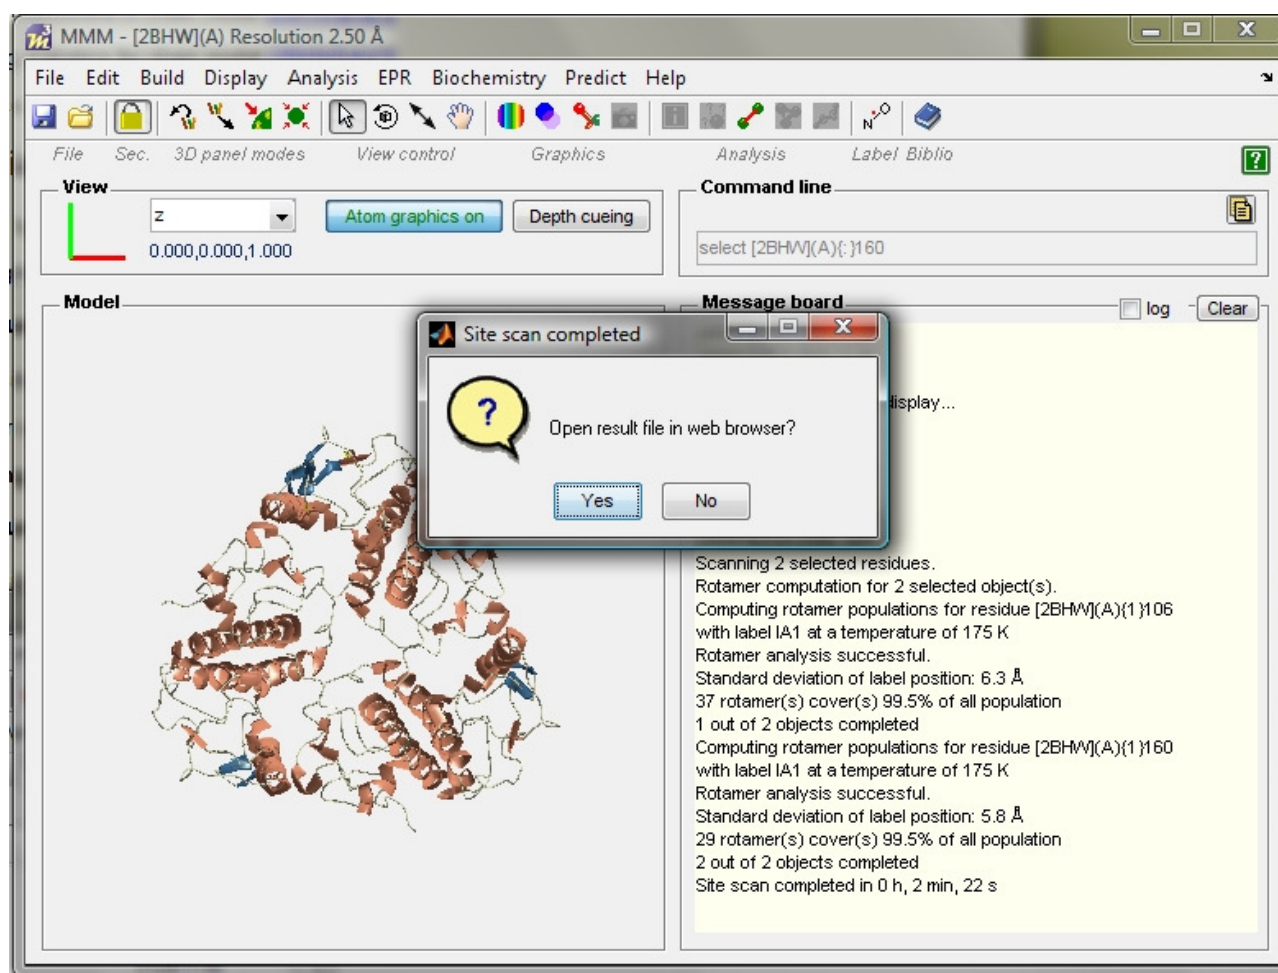 MMM - [2BHW](A) Resolution 2.50 Å
File Edit Build Display Analysis EPR Biochemistry Predict Help
N O
File Sec. 3D panel modes View control Graphics Analysis Label Biblio
?
View
z
Atom graphics on
Depth cueing
0.000,0.000,1.000
Command line
select [2BHW](A){:}160
Model
Message board
log
Clear
display...
Site scan completed
?
Open result file in web browser?
Yes
No
Scanning 2 selected residues.
Rotamer computation for 2 selected object(s).
Computing rotamer populations for residue [2BHW](A){1}106
with label IA1 at a temperature of 175 K
Rotamer analysis successful.
Standard deviation of label position: 6.3 Å
37 rotamer(s) cover(s) 99.5% of all population
1 out of 2 objects completed
Computing rotamer populations for residue [2BHW](A){1}160
with label IA1 at a temperature of 175 K
Rotamer analysis successful.
Standard deviation of label position: 5.8 Å
29 rotamer(s) cover(s) 99.5% of all population
2 out of 2 objects completed
Site scan completed in 0 h, 2 min, 22 s